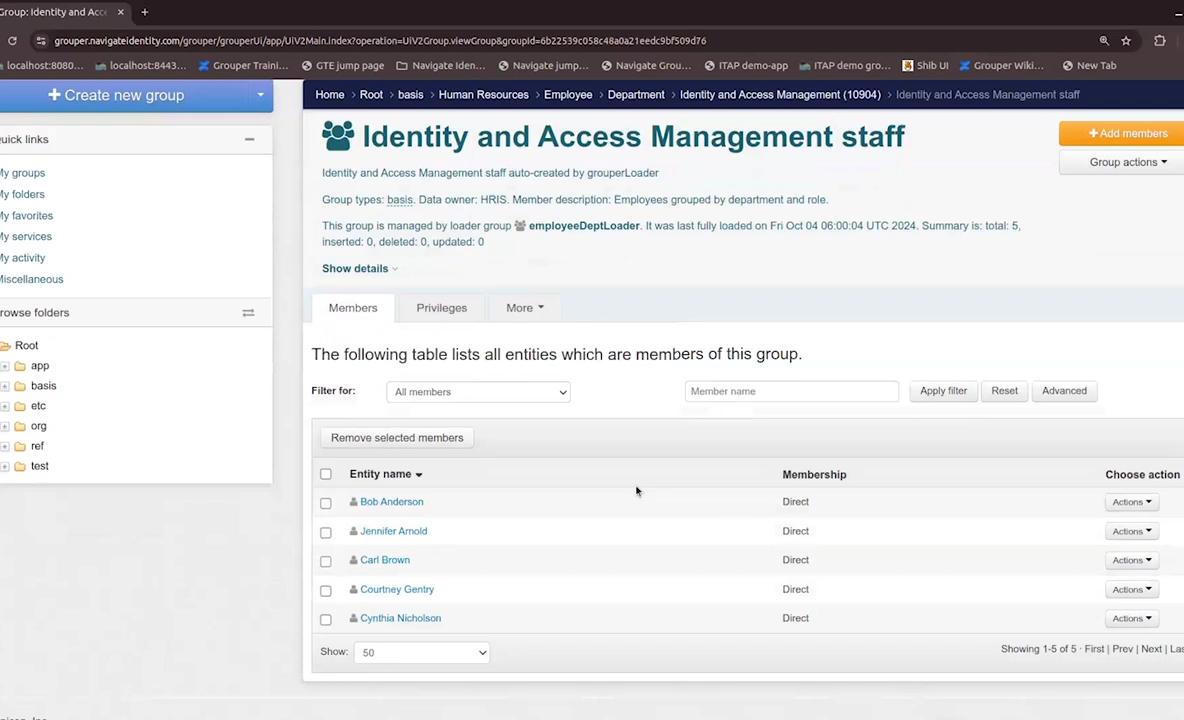 Group: Identity and Acc
grouper.navigateidentity.com/grouper/grouperUi/app/UiV2Main.index?operation=UiV2Group.viewGroup&groupId=6b22539c058c48a0a21eedc9bf509d76
localhost:8080... localhost:8443... Grouper Traini... GTE jump page Navigate Iden... Navigate jump... Navigate Grou... ITAP demo-app ITAP demo gro... Shib UI Grouper Wiki... New Tab
+ Create new group
Home > Root > basis > Human Resources > Employee > Department > Identity and Access Management (10904) > Identity and Access Management staff
Identity and Access Management staff
+ Add members
Group actions
Identity and Access Management staff auto-created by grouperLoader
Group types: basis. Data owner: HRIS. Member description: Employees grouped by department and role.
This group is managed by loader group employeeDeptLoader. It was last fully loaded on Fri Oct 04 06:00:04 UTC 2024. Summary is: total: 5,
inserted: 0, deleted: 0, updated: 0
Show details
uick links
My groups
My folders
My favorites
My services
My activity
Miscellaneous
rowse folders
Root
app
basis
etc
org
ref
test
Members Privileges More
The following table lists all entities which are members of this group.
Filter for: All members Member name Apply filter Reset Advanced
Remove selected members
Entity name Membership Choose action
Bob Anderson Direct Actions
Jennifer Arnold Direct Actions
Carl Brown Direct Actions
Courtney Gentry Direct Actions
Cynthia Nicholson Direct Actions
Show: 50 Showing 1-5 of 5 · First | Prev | Next | Las